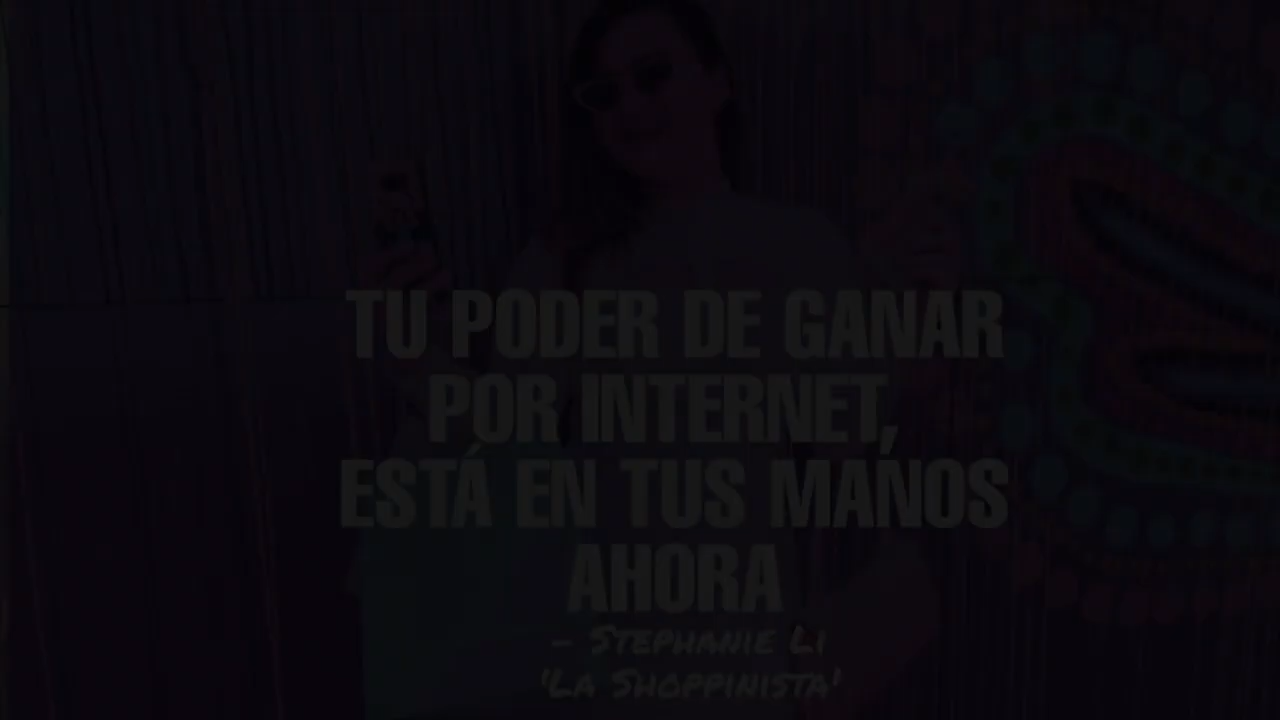 TU PODER DE GANAR
POR INTERNET,
ESTÁ EN TUS MANOS
AHORA
- STEPHANIE LI
'LA SHOPPINISTA'